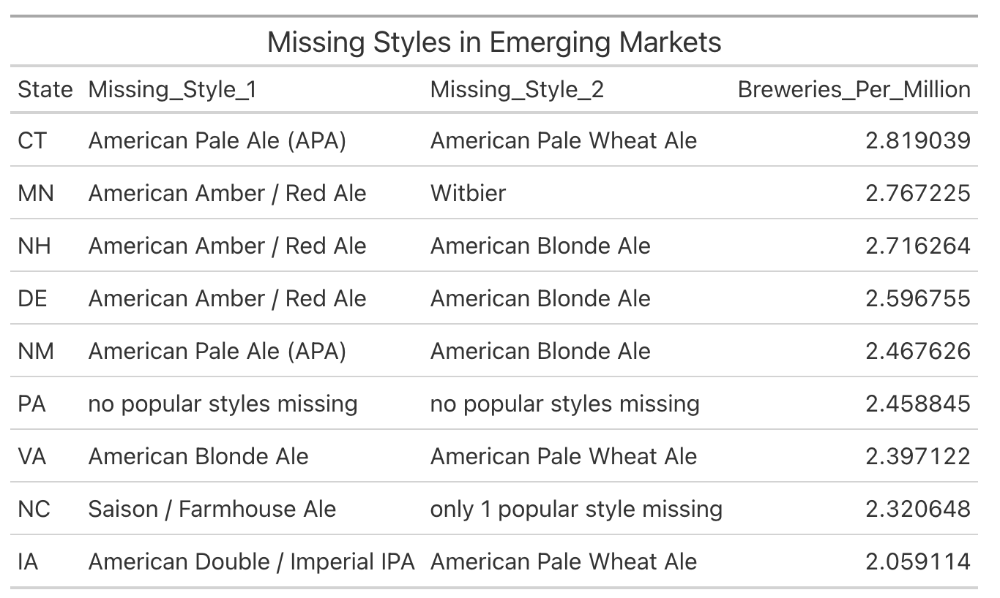 Missing Styles in Emerging Markets
State Missing_Style_1 Missing_Style_2 Breweries_Per_Million
CT American Pale Ale (APA) American Pale Wheat Ale 2.819039
MN American Amber / Red Ale Witbier 2.767225
NH American Amber / Red Ale American Blonde Ale 2.716264
DE American Amber / Red Ale American Blonde Ale 2.596755
NM American Pale Ale (APA) American Blonde Ale 2.467626
PA no popular styles missing no popular styles missing 2.458845
VA American Blonde Ale American Pale Wheat Ale 2.397122
NC Saison / Farmhouse Ale only 1 popular style missing 2.320648
IA American Double / Imperial IPA American Pale Wheat Ale 2.059114